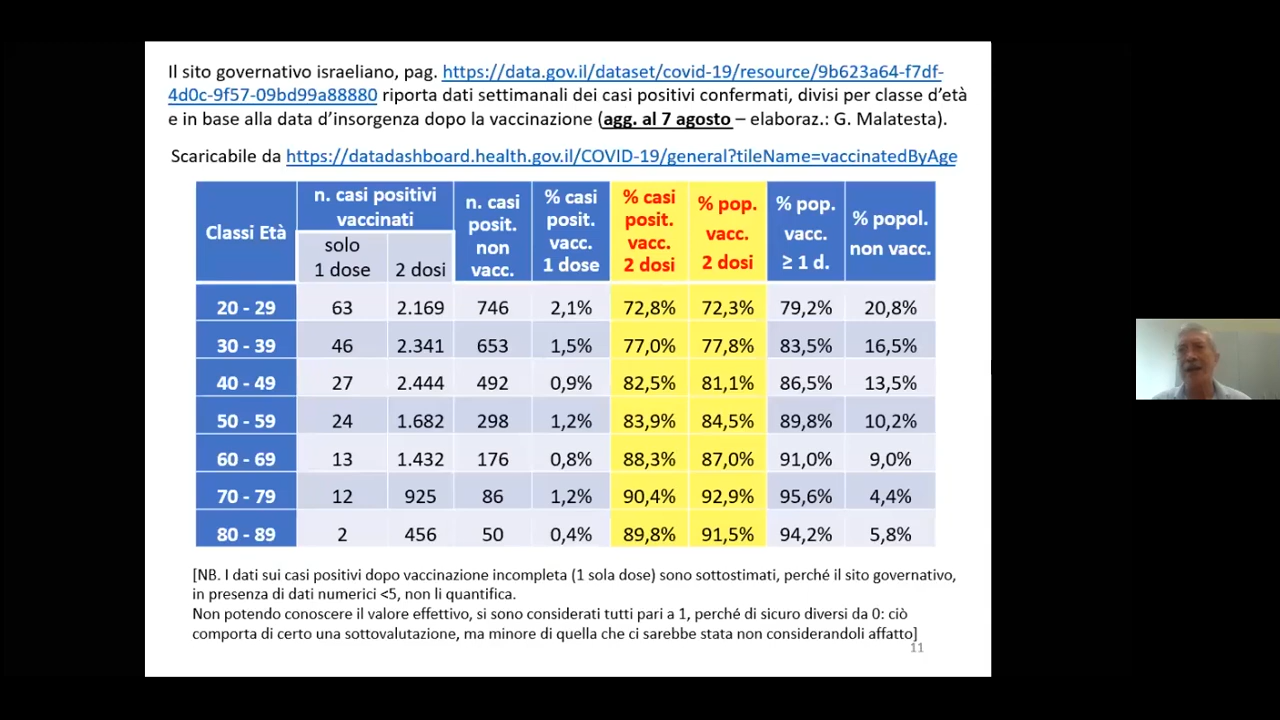 Il sito governativo israeliano, pag. https://data.gov.il/dataset/covid-19/resource/9b623a64-f7df-
4d0c-9f57-09bd99a88880 riporta dati settimanali dei casi positivi confermati, divisi per classe d'età
e in base alla data d'insorgenza dopo la vaccinazione (agg. al 7 agosto – elaboraz.: G. Malatesta).
Scaricabile da https://datadashboard.health.gov.il/COVID-19/general?tileName=vaccinatedByAge
Classi Età
n. casi positivi
vaccinati
solo
1 dose
2 dosi
n. casi
posit.
non
vacc.
% casi
posit.
vacc.
1 dose
% casi
posit.
vacc.
2 dosi
% pop.
vacc.
2 dosi
% pop.
vacc.
≥ 1 d.
% popol.
non vacc.
20 - 29 63 2.169 746 2,1% 72,8% 72,3% 79,2% 20,8%
30 - 39 46 2.341 653 1,5% 77,0% 77,8% 83,5% 16,5%
40 - 49 27 2.444 492 0,9% 82,5% 81,1% 86,5% 13,5%
50 - 59 24 1.682 298 1,2% 83,9% 84,5% 89,8% 10,2%
60 - 69 13 1.432 176 0,8% 88,3% 87,0% 91,0% 9,0%
70 - 79 12 925 86 1,2% 90,4% 92,9% 95,6% 4,4%
80 - 89 2 456 50 0,4% 89,8% 91,5% 94,2% 5,8%
[NB. I dati sui casi positivi dopo vaccinazione incompleta (1 sola dose) sono sottostimati, perché il sito governativo,
in presenza di dati numerici <5, non li quantifica.
Non potendo conoscere il valore effettivo, si sono considerati tutti pari a 1, perché di sicuro diversi da 0: ciò
comporta di certo una sottovalutazione, ma minore di quella che ci sarebbe stata non considerandoli affatto]
11